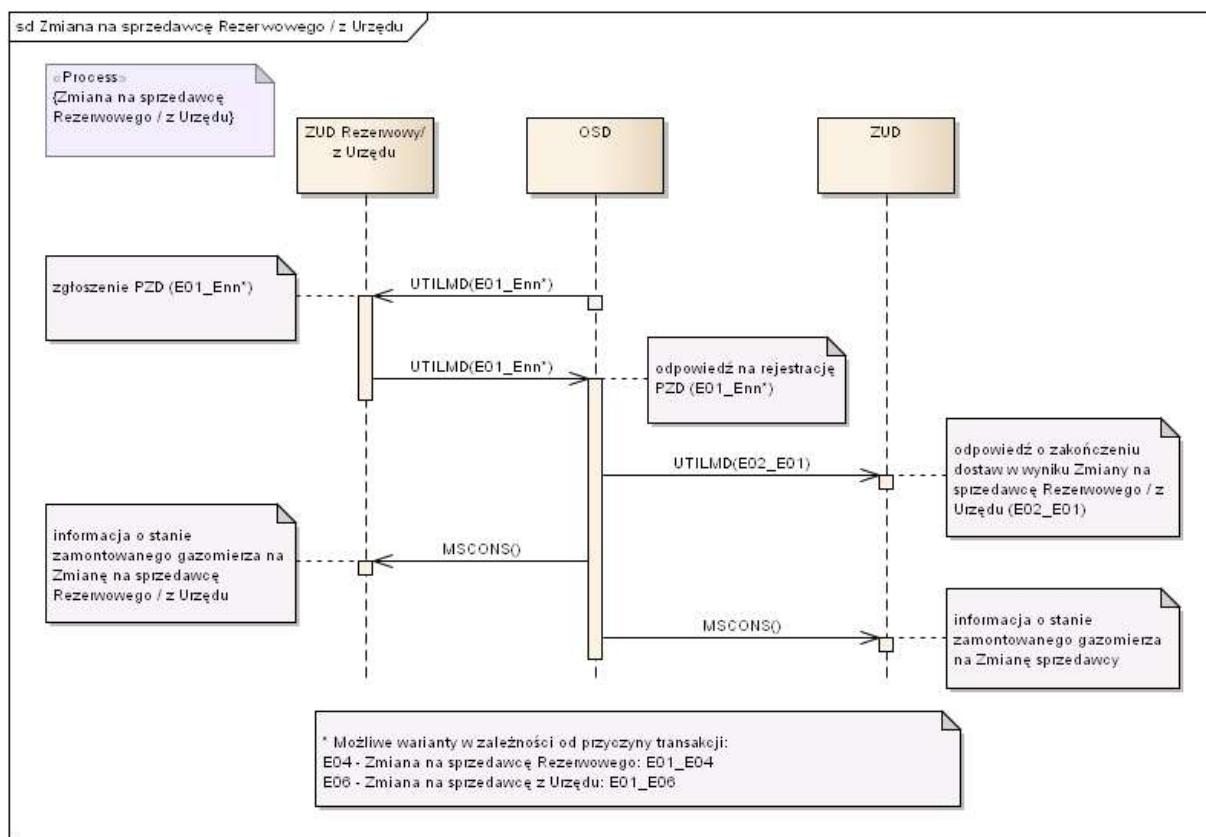 sd Zmiana na sprzedawcę Rezerwowego / z Urzędu
«Process»
{Zmiana na sprzedawcę
Rezerwowego / z Urzędu}
ZUD Rezerwowy/
z Urzędu
OSD
ZUD
zgłoszenie PZD (E01_Enn*)
UTILMD(E01_Enn*)
UTILMD(E01_Enn*)
odpowiedź na rejestrację
PZD (E01_Enn*)
UTILMD(E02_E01)
odpowiedź o zakończeniu
dostaw w wyniku Zmiany na
sprzedawcę Rezerwowego / z
Urzędu (E02_E01)
informacja o stanie
zamontowanego gazomierza na
Zmianę na sprzedawcę
Rezerwowego / z Urzędu
MSCONS()
MSCONS()
informacja o stanie
zamontowanego gazomierza
na Zmianę sprzedawcy
* Możliwe warianty w zależności od przyczyny transakcji:
E04 - Zmiana na sprzedawcę Rezerwowego: E01_E04
E06 - Zmiana na sprzedawcę z Urzędu: E01_E06